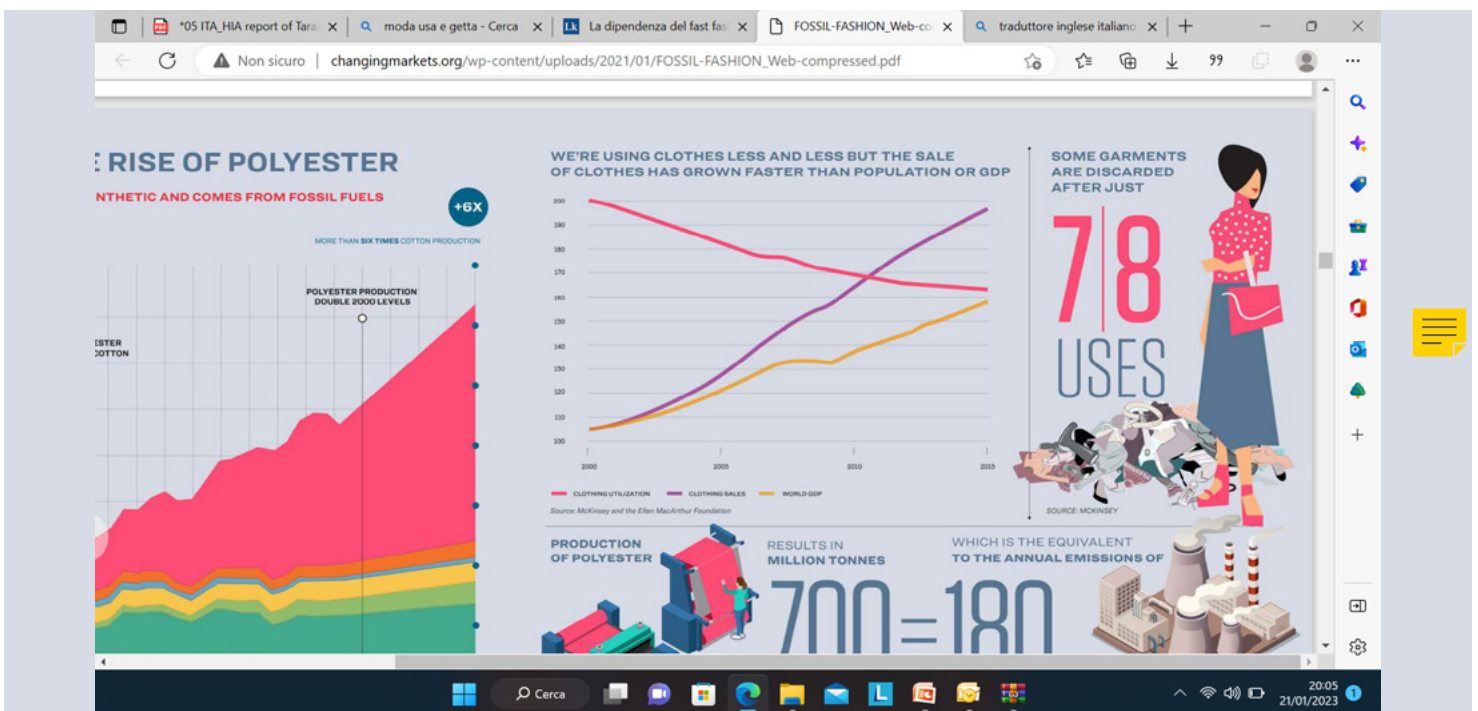 *05 ITA_HIA report of Tara
moda usa e getta - Cerca
La dipendenza del fast fas
FOSSIL-FASHION_Web-co
traduttore inglese italiano
Non sicuro | changingmarkets.org/wp-content/uploads/2021/01/FOSSIL-FASHION_Web-compressed.pdf
RISE OF POLYESTER
NTHETIC AND COMES FROM FOSSIL FUELS
+6X
MORE THAN SIX TIMES COTTON PRODUCTION
POLYESTER PRODUCTION
DOUBLE 2000 LEVELS
ESTER
COTTON
WE'RE USING CLOTHES LESS AND LESS BUT THE SALE
OF CLOTHES HAS GROWN FASTER THAN POPULATION OR GDP
200
190
180
170
160
150
140
130
120
110
100
2000 2005 2010 2015
CLOTHING UTILIZATION CLOTHING SALES WORLD GDP
Source: McKinsey and the Ellen MacArthur Foundation
SOME GARMENTS
ARE DISCARDED
AFTER JUST
7|8
USES
SOURCE: MCKINSEY
PRODUCTION
OF POLYESTER
RESULTS IN
MILLION TONNES
700=180
WHICH IS THE EQUIVALENT
TO THE ANNUAL EMISSIONS OF
Cerca
20:05
21/01/2023
1